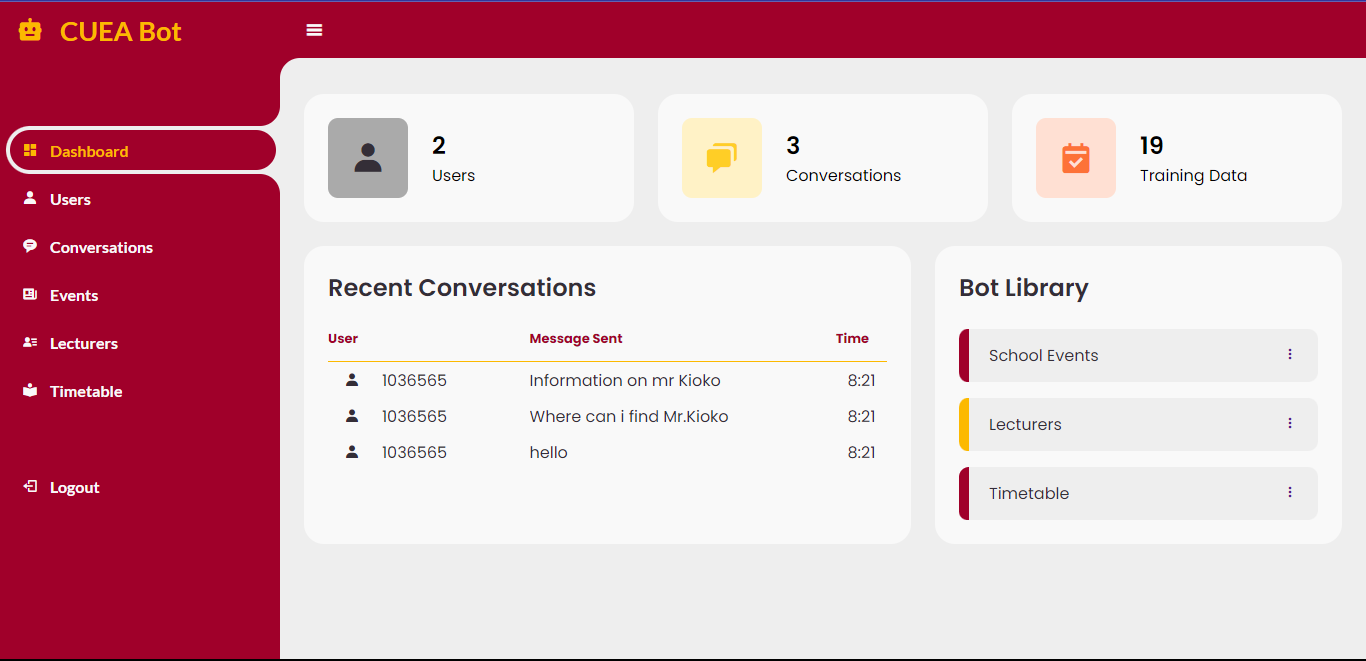 CUEA Bot
Dashboard
Users
Conversations
Events
Lecturers
Timetable
Logout
2
Users
3
Conversations
19
Training Data
Recent Conversations
User Message Sent Time
1036565 Information on mr Kioko 8:21
1036565 Where can i find Mr.Kioko 8:21
1036565 hello 8:21
Bot Library
School Events
Lecturers
Timetable